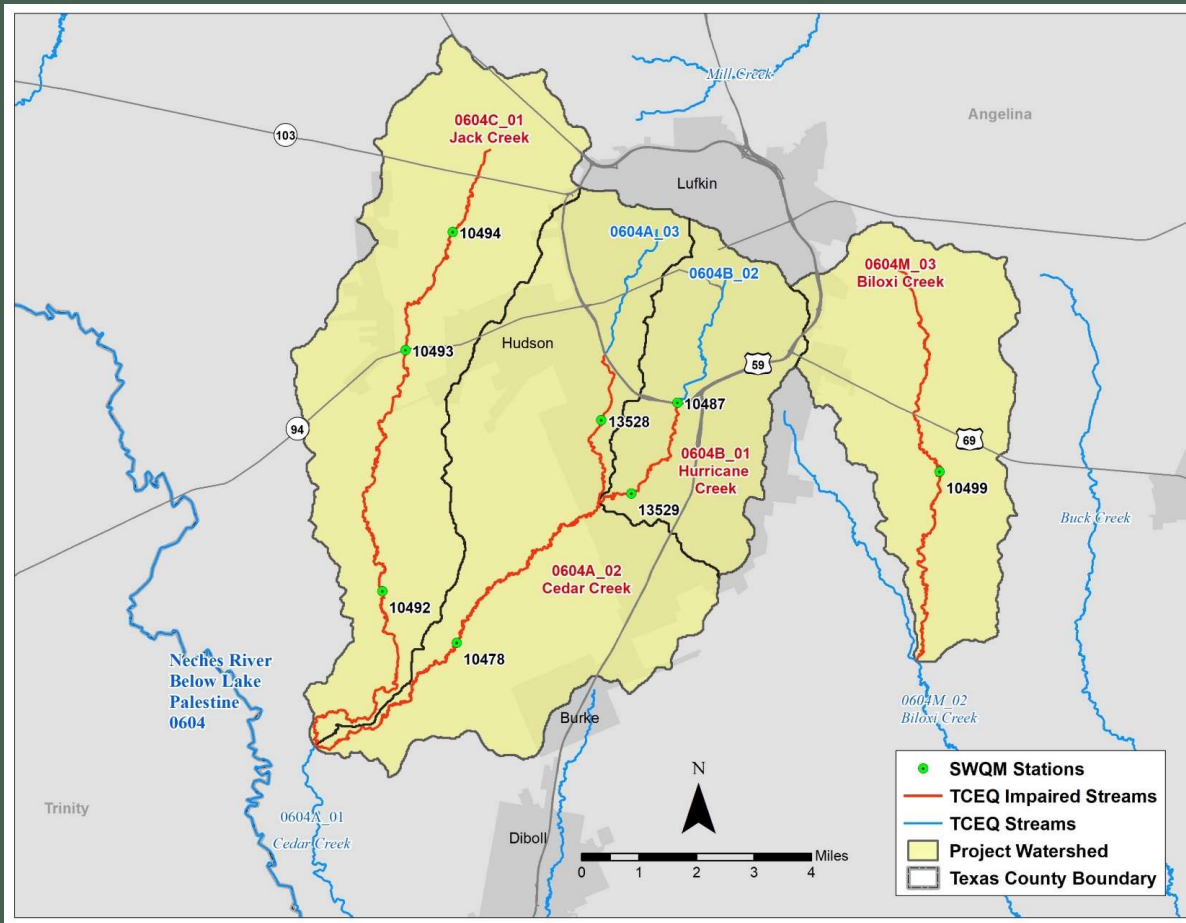 Mill Creek
Angelina
103
0604C_01
Jack Creek
Lufkin
10494
0604A_03
0604B_02
0604M_03
Biloxi Creek
10493
Hudson
59
94
13528
10487
69
0604B_01
Hurricane
Creek
10499
13529
Buck Creek
0604A_02
Cedar Creek
10492
10478
Neches River
Below Lake
Palestine
0604
0604M_02
Biloxi Creek
Burke
Trinity
0604A_01
Cedar Creek
Diboll
N
Miles
0 1 2 3 4
SWQM Stations
TCEQ Impaired Streams
TCEQ Streams
Project Watershed
Texas County Boundary